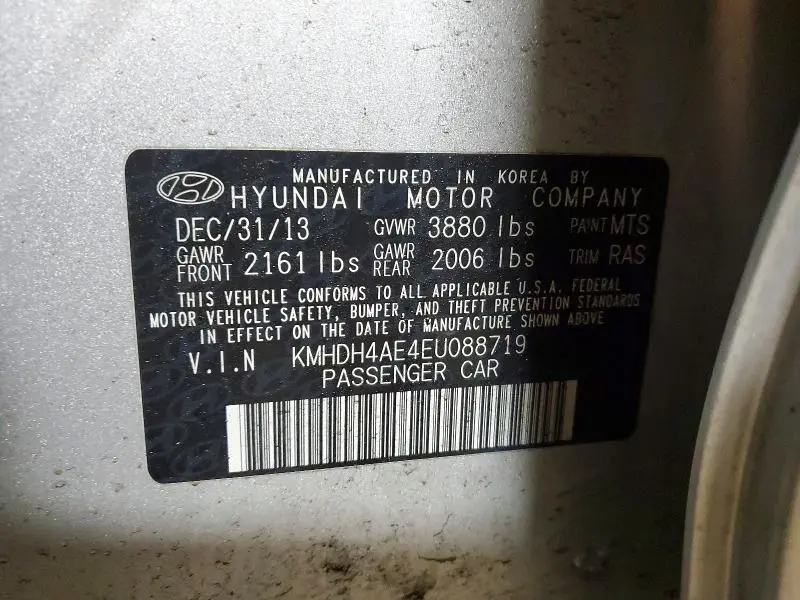 MANUFACTURED IN KOREA BY
HYUNDAI MOTOR COMPANY
DEC/31/13 GVWR 3880 lbs PAINT MTS
GAWR FRONT 2161 lbs GAWR REAR 2006 lbs TRIM RAS
THIS VEHICLE CONFORMS TO ALL APPLICABLE U.S.A. FEDERAL
MOTOR VEHICLE SAFETY, BUMPER, AND THEFT PREVENTION STANDARDS
IN EFFECT ON THE DATE OF MANUFACTURE SHOWN ABOVE
V.I.N KMHDH4AE4EU088719
PASSENGER CAR